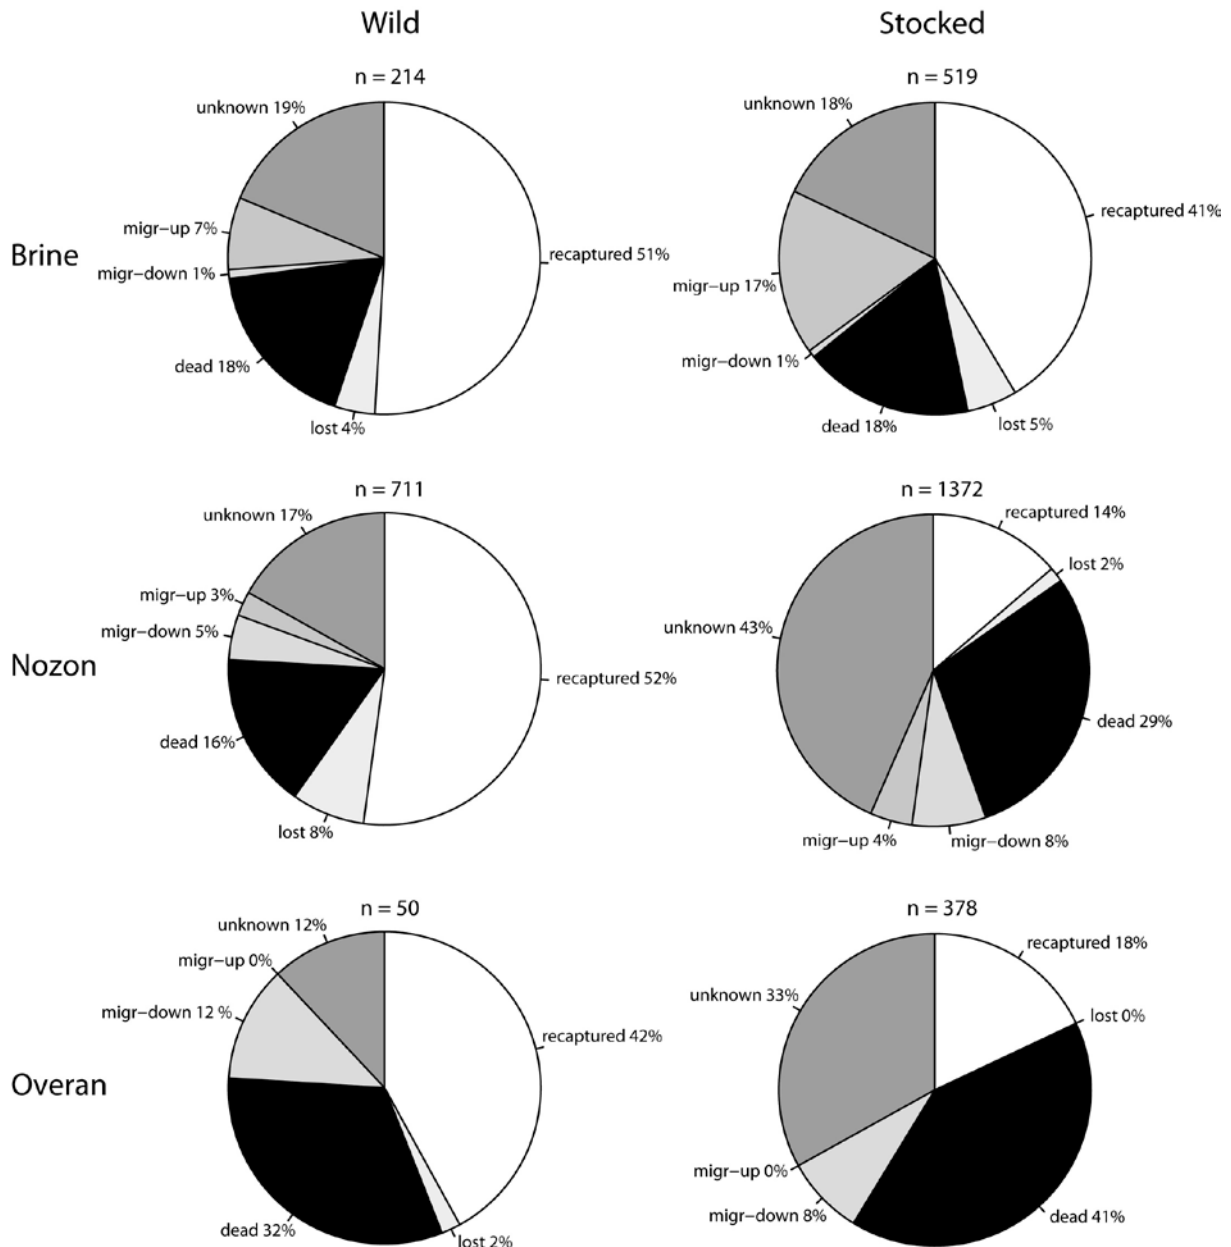 Wild
Stocked
n = 214
n = 519
unknown 19%
migr−up 7%
migr−down 1%
dead 18%
lost 4%
recaptured 51%
unknown 18%
recaptured 41%
migr−up 17%
migr−down 1%
dead 18%
lost 5%
Brine
n = 711
n = 1372
unknown 17%
migr−up 3%
migr−down 5%
dead 16%
lost 8%
recaptured 52%
recaptured 14%
lost 2%
unknown 43%
dead 29%
migr−up 4%
migr−down 8%
Nozon
n = 50
n = 378
unknown 12%
migr−up 0%
migr−down 12 %
recaptured 42%
dead 32%
lost 2%
recaptured 18%
unknown 33%
lost 0%
migr−up 0%
migr−down 8%
dead 41%
Overan